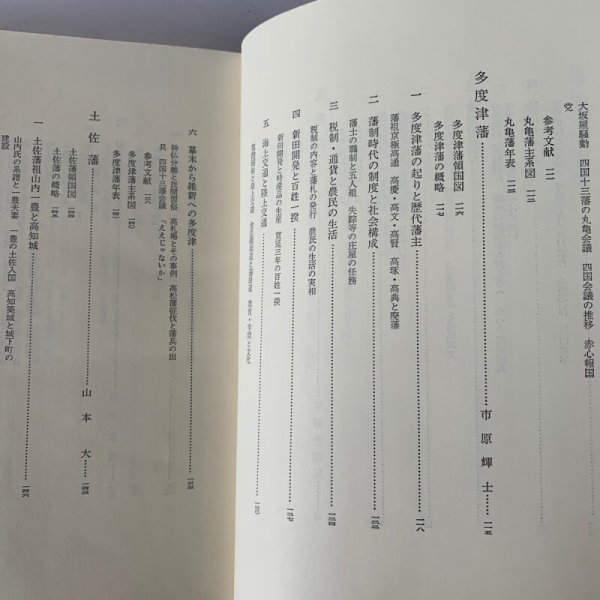 大坂屋騒動　四国十三藩の丸亀会議　四国会議の推移　赤心報国
党
参考文献
丸亀藩主系図
丸亀藩年表
多度津藩………市原輝士…二五
多度津藩領国図　二六
多度津藩の概略　二七
一　多度津藩の起りと歴代藩主………二八
藩祖京極高通　高慶・高文・高賢　高琢・高典と廃藩
二　藩制時代の制度と社会構成………
藩士の職制と五人組　失踪等の庄屋の任務
三　税制・通貨と農民の生活………
税制の内容と藩札の発行　農民の生活の実相
四　新田開発と百姓一揆………
新田開発と特産品の生産　寛延三年の百姓一揆
五　海上交通と陸上交通………
六　幕末から維新への多度津………
神仏分離と民間習俗　高札場とその事例　高松藩征伐と藩兵の出
兵　四国十三藩会議　「ええじゃないか」
参考文献
多度津藩主系図
多度津藩年表
土佐藩………山本大…
土佐藩領国図
土佐藩の概略
一　土佐藩祖山内一豊と高知城………
山内氏の系譜と一豊夫妻　一豊の土佐入国　高知築城と城下町の
建設